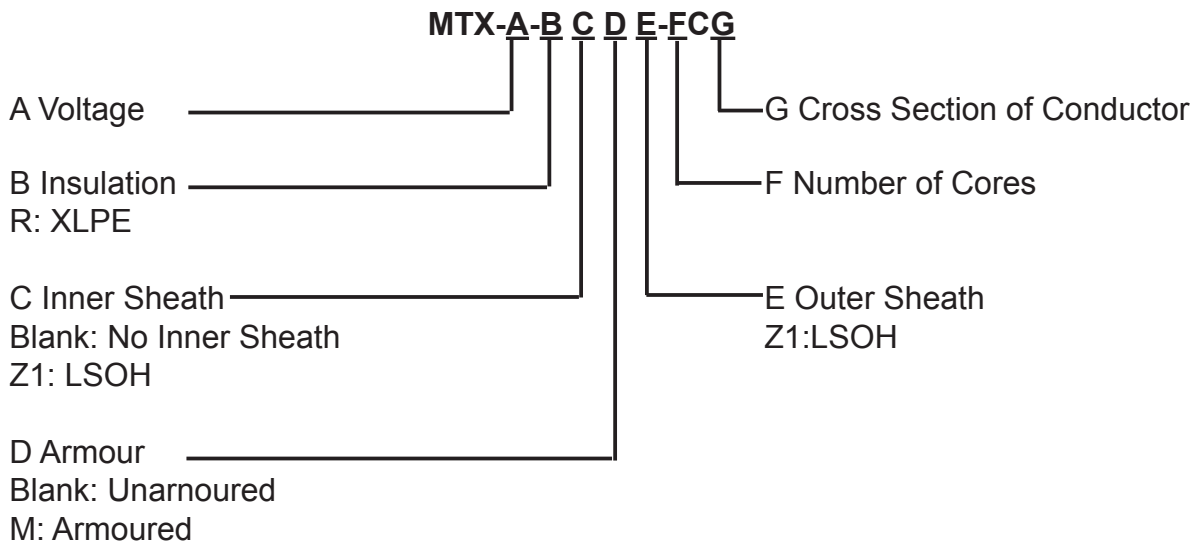 MTX-A-B C D E-FCG
A Voltage
B Insulation
R: XLPE
C Inner Sheath
Blank: No Inner Sheath
Z1: LSOH
D Armour
Blank: Unarnoured
M: Armoured
G Cross Section of Conductor
F Number of Cores
E Outer Sheath
Z1:LSOH